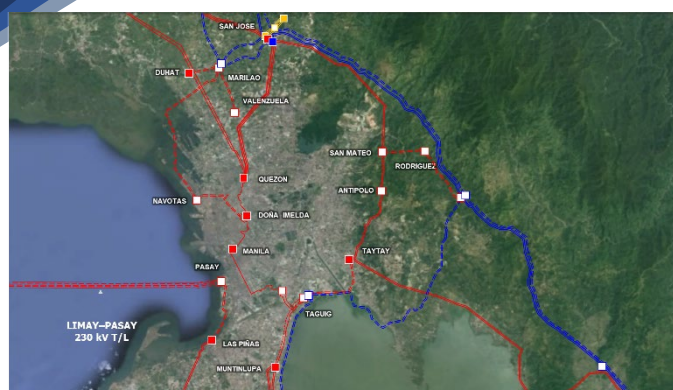 SAN JOSE
DUHAT
MARILAO
VALENZUELA
SAN MATEO
RODRIGUEZ
QUEZON
ANTIPOLO
NAVOTAS
DOÑA IMELDA
MANILA
TAYTAY
PASAY
TAGUIG
LIMAY–PASAY
230 kV T/L
LAS PIÑAS
MUNTINLUPA